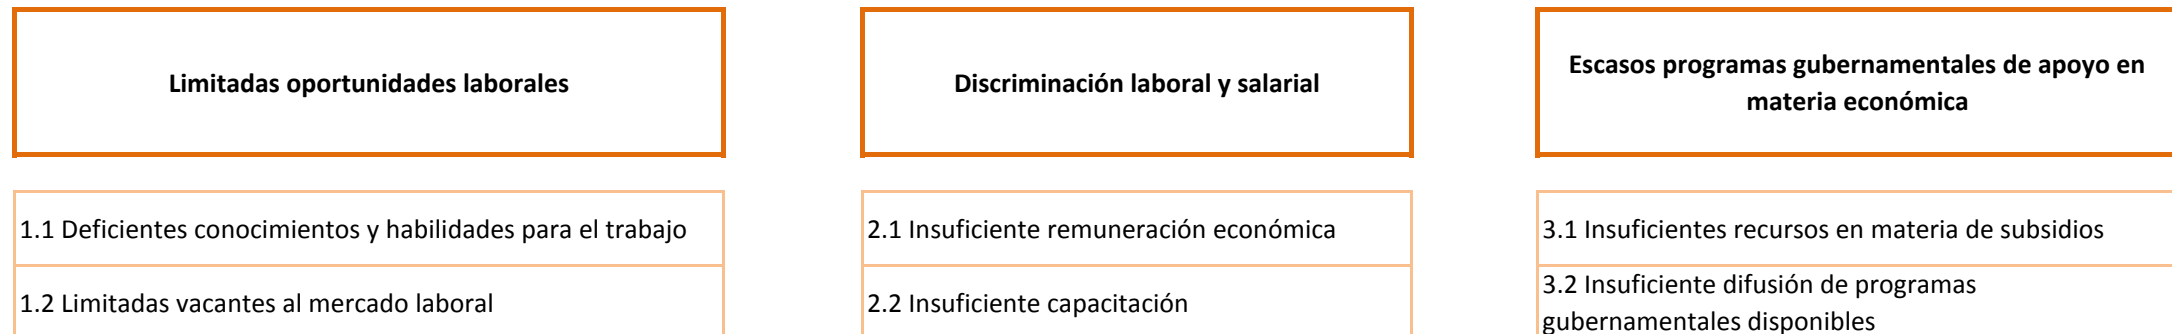 Limitadas oportunidades laborales
Discriminación laboral y salarial
Escasos programas gubernamentales de apoyo en
materia económica
1.1 Deficientes conocimientos y habilidades para el trabajo
2.1 Insuficiente remuneración económica
3.1 Insuficientes recursos en materia de subsidios
1.2 Limitadas vacantes al mercado laboral
2.2 Insuficiente capacitación
3.2 Insuficiente difusión de programas
gubernamentales disponibles